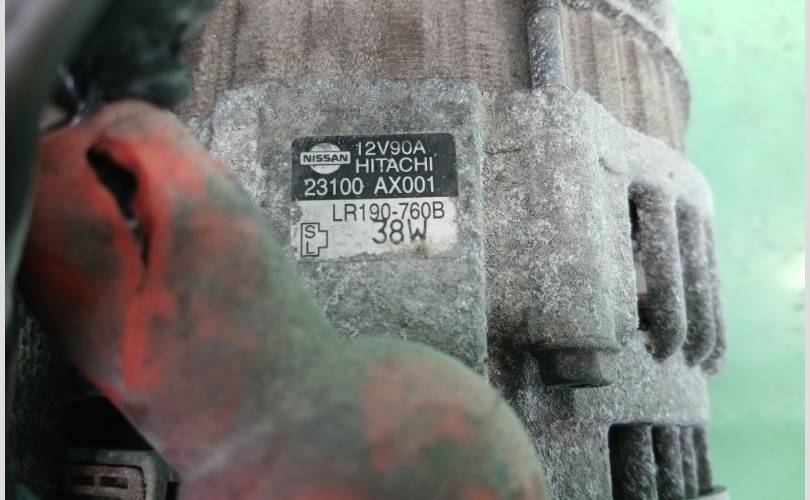 NISSAN 12V90A
HITACHI
23100 AX001
LR190-760B
S
L
38W